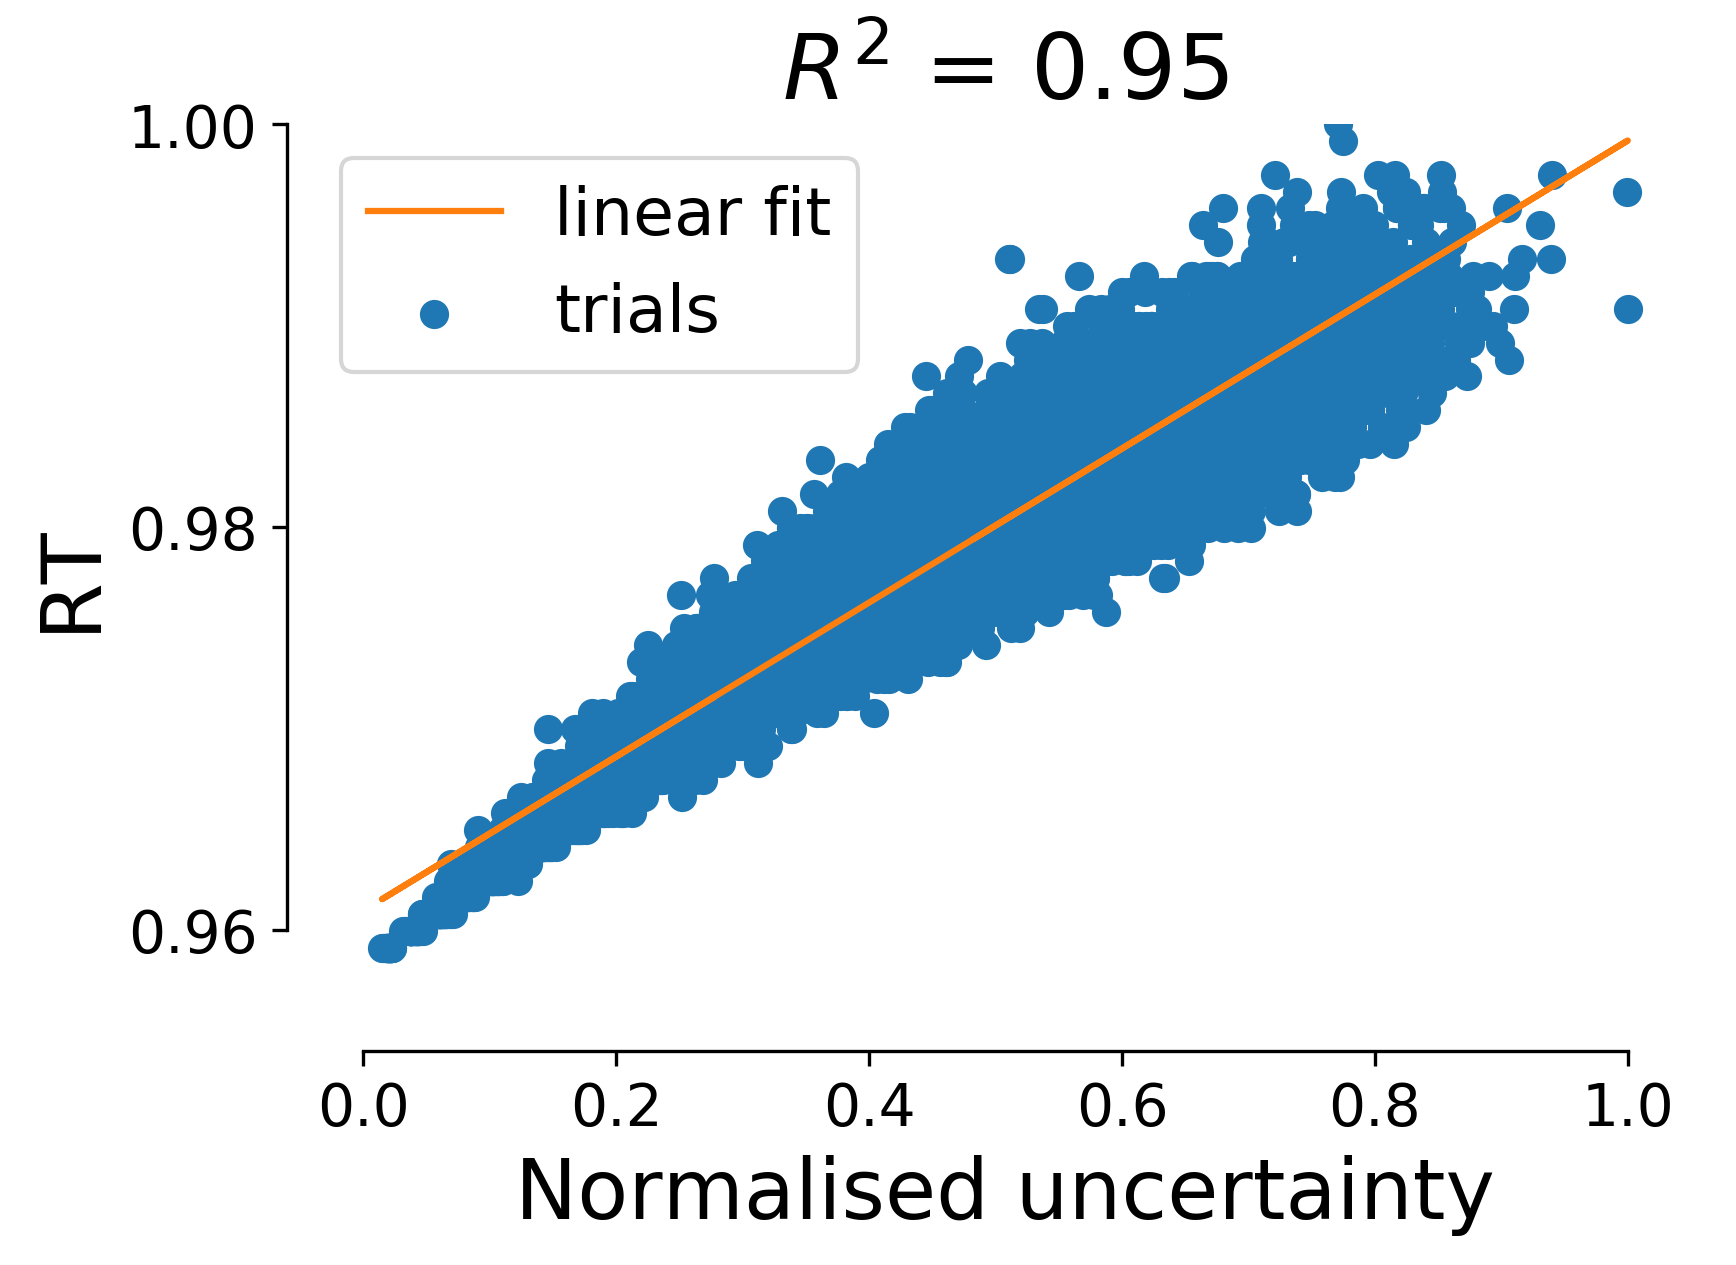 R² = 0.95
linear fit
trials
RT
1.00
0.98
0.96
0.0 0.2 0.4 0.6 0.8 1.0
Normalised uncertainty